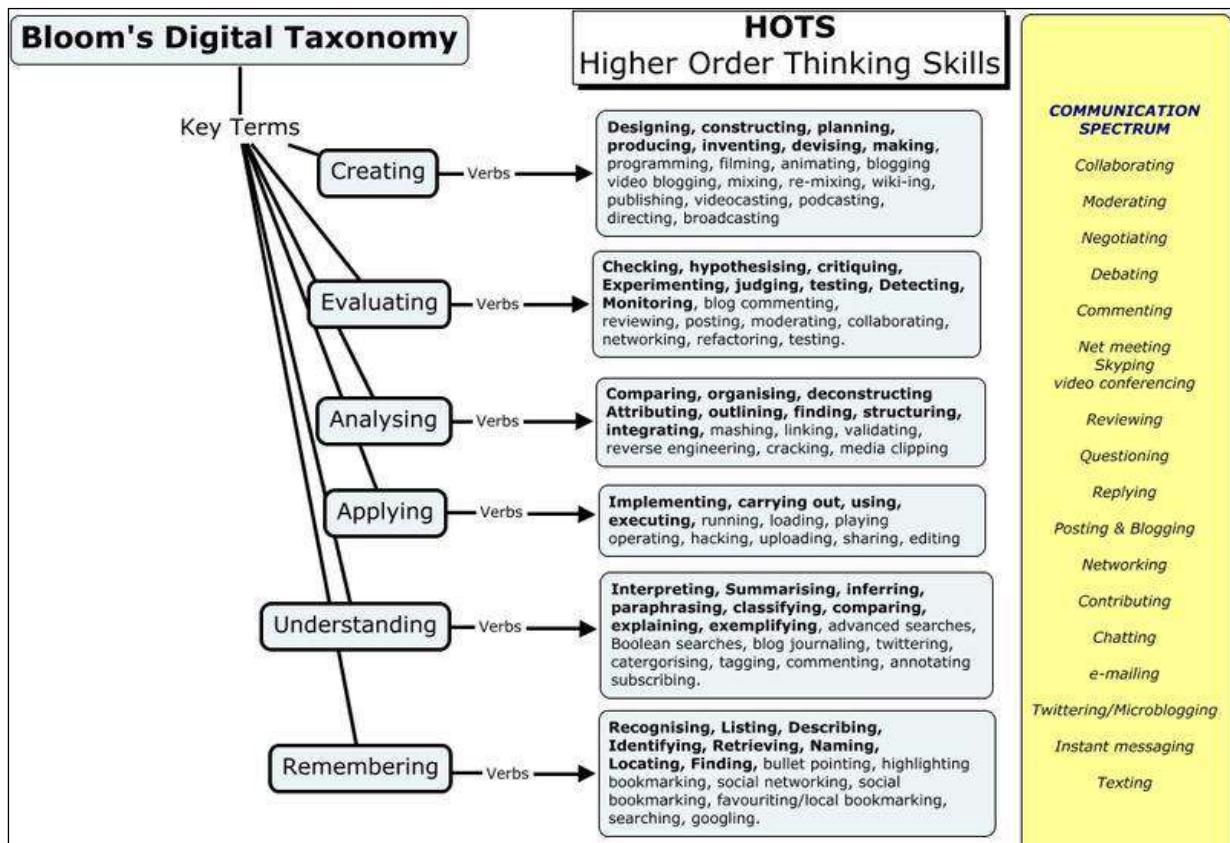 Bloom's Digital Taxonomy
Key Terms
HOTS
Higher Order Thinking Skills
Creating
Verbs
Designing, constructing, planning,
producing, inventing, devising, making,
programming, filming, animating, blogging
video blogging, mixing, re-mixing, wiki-ing,
publishing, videocasting, podcasting,
directing, broadcasting
Evaluating
Verbs
Checking, hypothesising, critiquing,
Experimenting, judging, testing, Detecting,
Monitoring, blog commenting,
reviewing, posting, moderating, collaborating,
networking, refactoring, testing.
Analysing
Verbs
Comparing, organising, deconstructing
Attributing, outlining, finding, structuring,
integrating, mashing, linking, validating,
reverse engineering, cracking, media clipping
Applying
Verbs
Implementing, carrying out, using,
executing, running, loading, playing
operating, hacking, uploading, sharing, editing
Understanding
Verbs
Interpreting, Summarising, inferring,
paraphrasing, classifying, comparing,
explaining, exemplifying, advanced searches,
Boolean searches, blog journaling, twittering,
catergorising, tagging, commenting, annotating
subscribing.
Remembering
Verbs
Recognising, Listing, Describing,
Identifying, Retrieving, Naming,
Locating, Finding, bullet pointing, highlighting
bookmarking, social networking, social
bookmarking, favouriting/local bookmarking,
searching, googling.
COMMUNICATION
SPECTRUM
Collaborating
Moderating
Negotiating
Debating
Commenting
Net meeting
Skyping
video conferencing
Reviewing
Questioning
Replying
Posting & Blogging
Networking
Contributing
Chatting
e-mailing
Twittering/Microblogging
Instant messaging
Texting